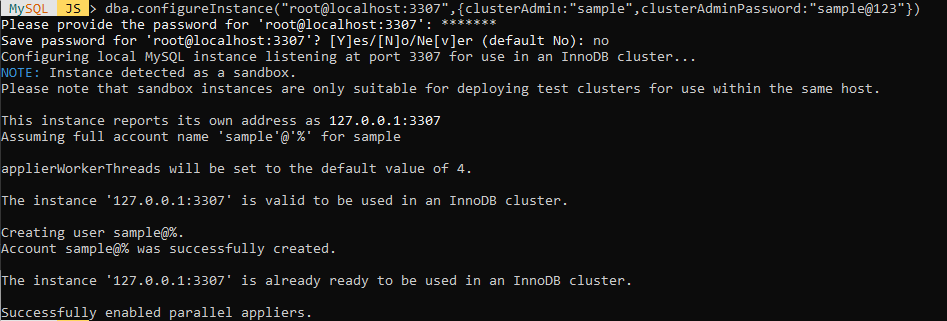 MySQL JS > dba.configureInstance("root@localhost:3307",{clusterAdmin:"sample",clusterAdminPassword:"sample@123"})
Please provide the password for 'root@localhost:3307': *******
Save password for 'root@localhost:3307'? [Y]es/[N]o/Ne[v]er (default No): no
Configuring local MySQL instance listening at port 3307 for use in an InnoDB cluster...
NOTE: Instance detected as a sandbox.
Please note that sandbox instances are only suitable for deploying test clusters for use within the same host.
This instance reports its own address as 127.0.0.1:3307
Assuming full account name 'sample'@'%' for sample
applierWorkerThreads will be set to the default value of 4.
The instance '127.0.0.1:3307' is valid to be used in an InnoDB cluster.
Creating user sample@%.
Account sample@% was successfully created.
The instance '127.0.0.1:3307' is already ready to be used in an InnoDB cluster.
Successfully enabled parallel appliers.